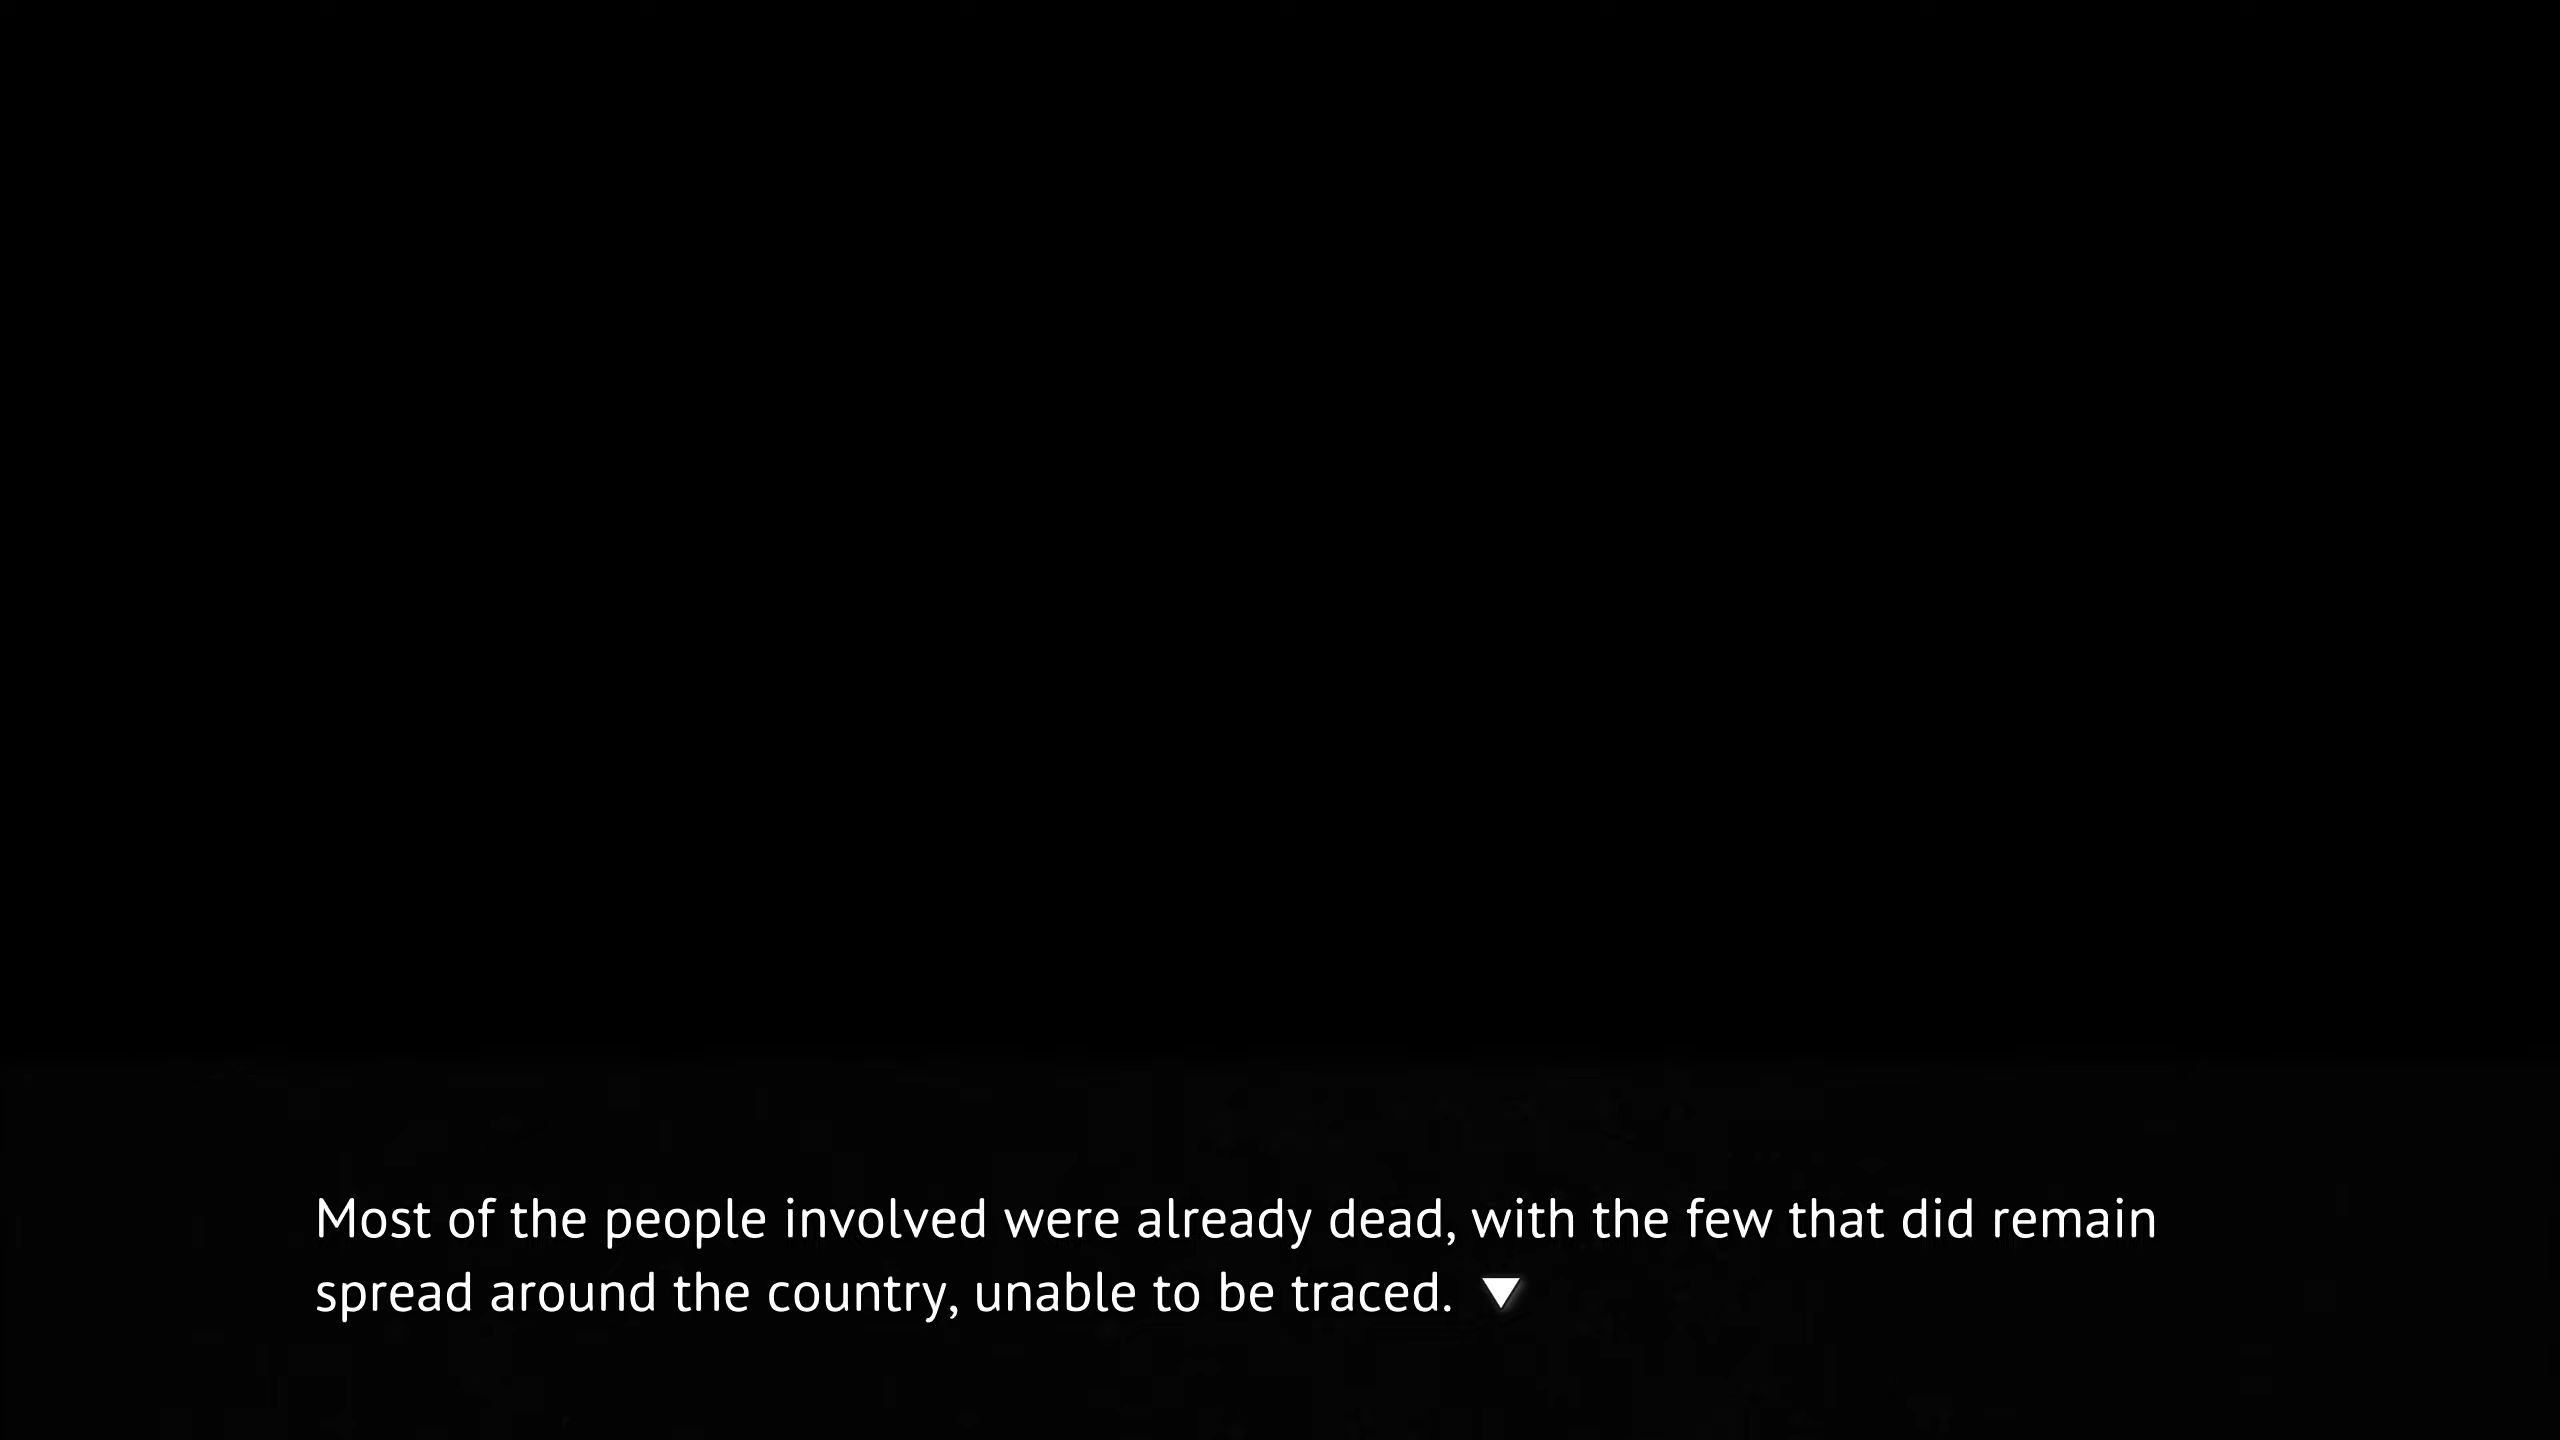 Most of the people involved were already dead, with the few that did remain
spread around the country, unable to be traced.